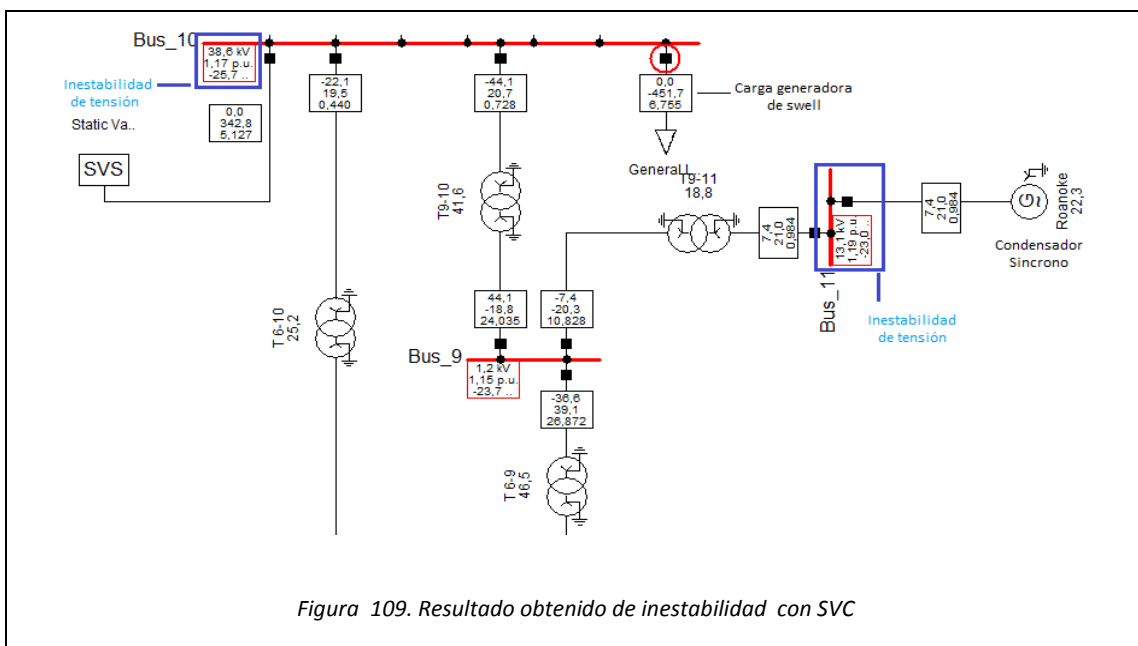 Bus_10
38,6 kV
1,17 p.u.
-25,7 ..
Inestabilidad
de tensión
Static Va..
0,0
342,8
5,127
SVS
-22,1
19,5
0,440
-44,1
20,7
0,728
0,0
-451,7
6,755
Carga generadora
de swell
General L..
T9-10
41,6
T9-11
18,8
7,4
21,0
0,984
13,1 kV
1,19 p.u.
-23,0 ..
Bus_11
7,4
21,0
0,984
G~
Roanoke
22,3
Condensador
Sincrono
Inestabilidad
de tensión
T 6-10
25,2
44,1
-18,8
24,035
-7,4
-20,3
10,828
Bus_9
1,2 kV
1,15 p.u.
-23,7 ..
-36,6
39,1
26,872
T 6-9
46,5
Figura 109. Resultado obtenido de inestabilidad con SVC